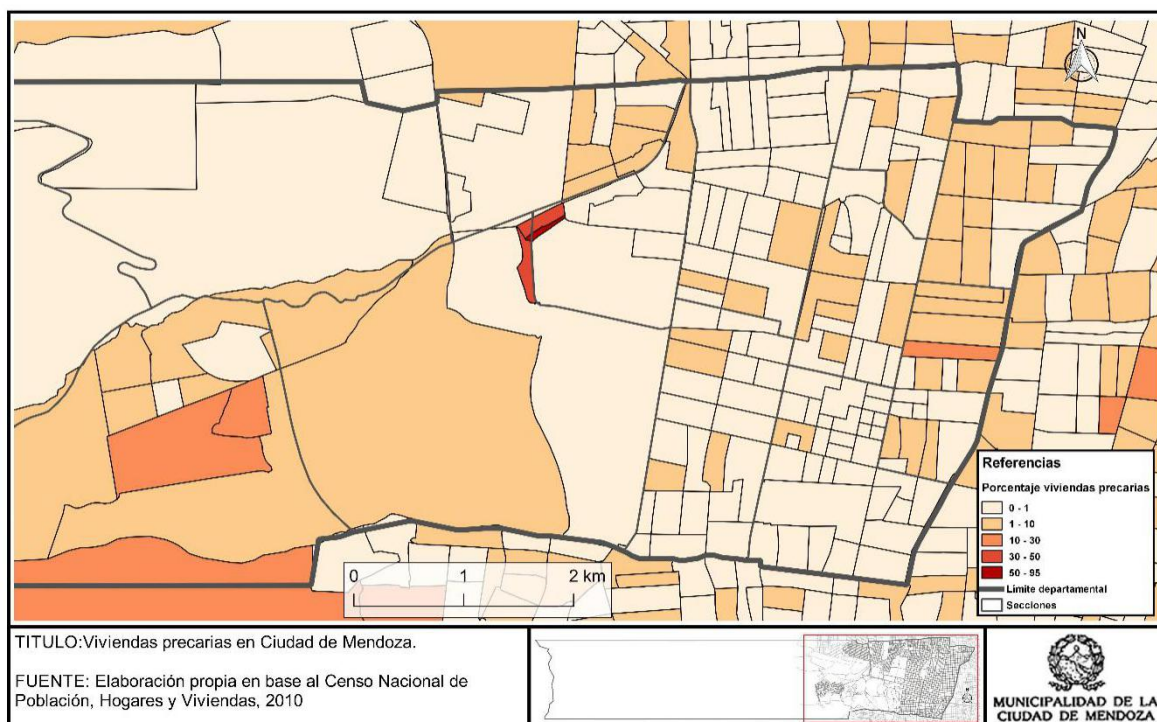 N
Referencias
Porcentaje viviendas precarias
0 - 1
1 - 10
10 - 30
30 - 50
50 - 95
Límite departamental
Secciones
0 1 2 km
TITULO:Viviendas precarias en Ciudad de Mendoza.
FUENTE: Elaboración propia en base al Censo Nacional de
Población, Hogares y Viviendas, 2010
MUNICIPALIDAD DE LA
CIUDAD DE MENDOZA